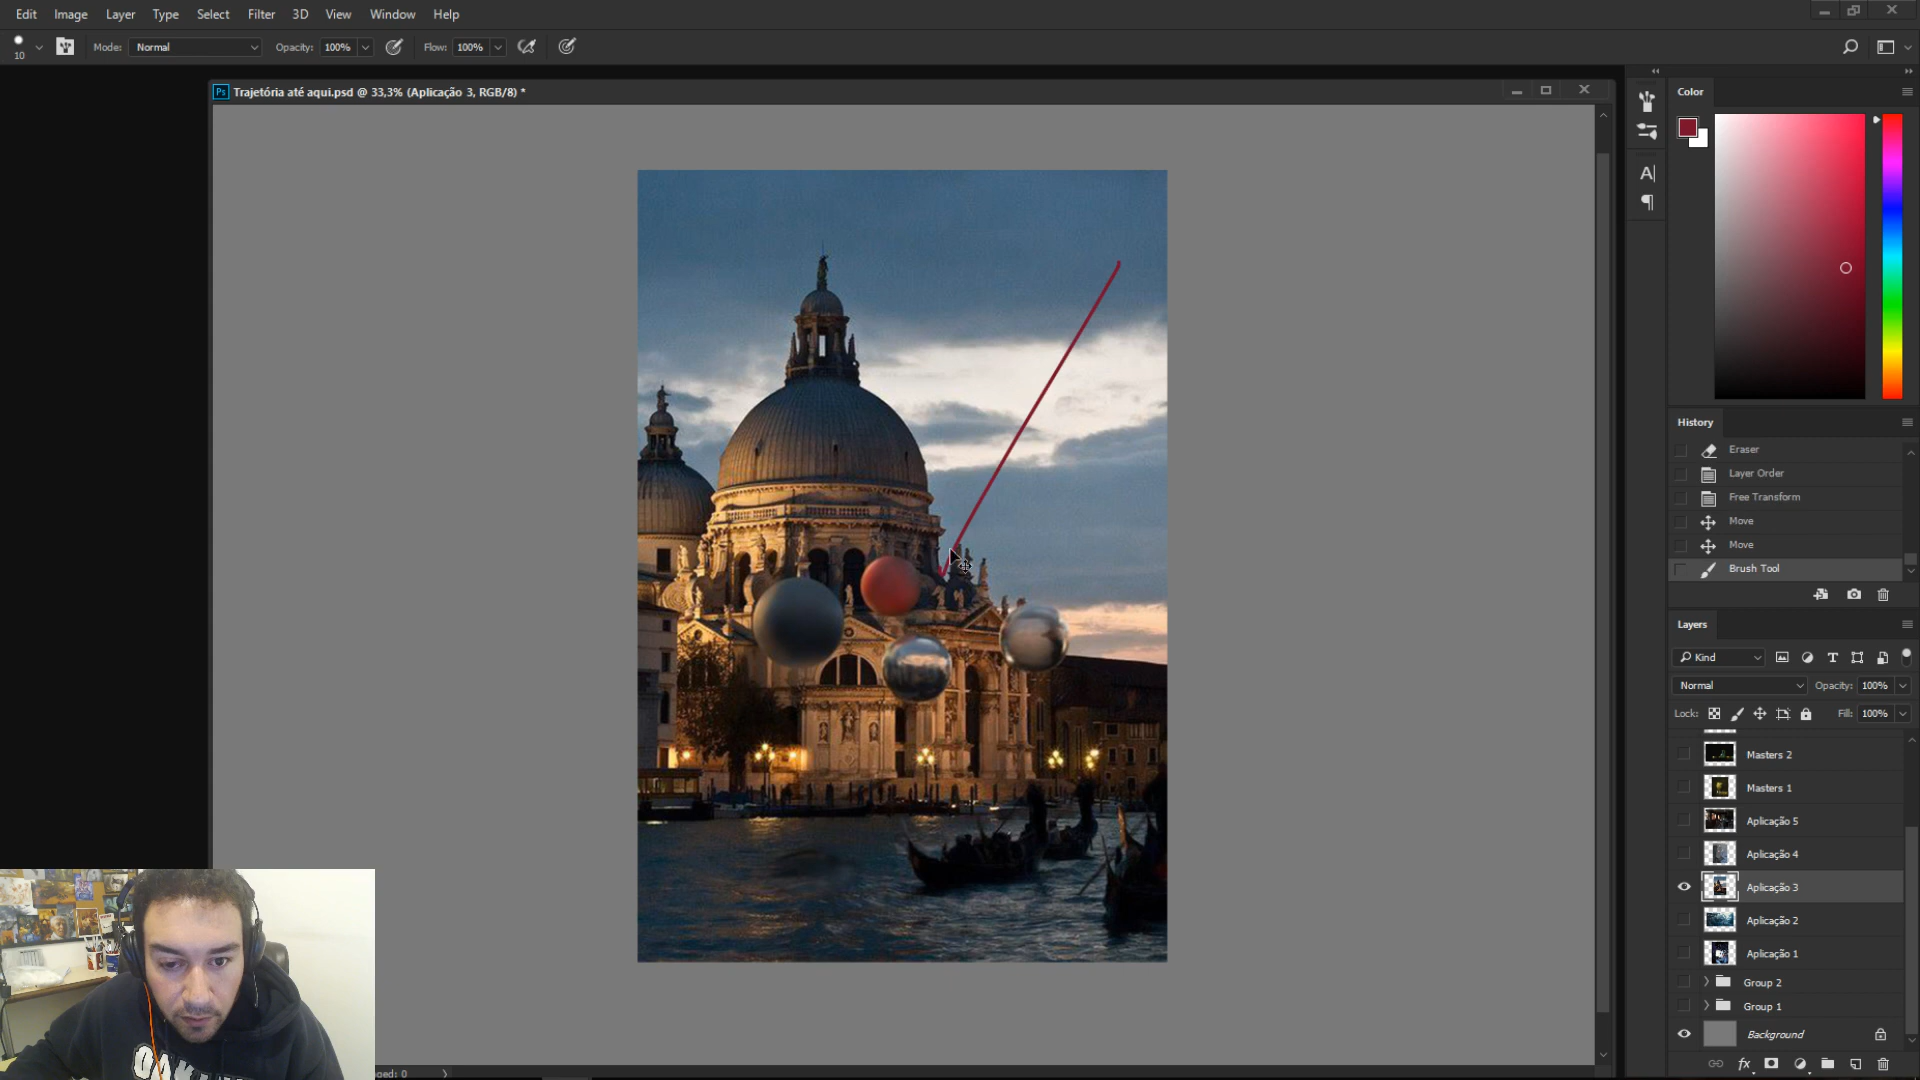 Edit Image Layer Type Select Filter 3D View Window Help
10 Mode: Normal Opacity: 100% Flow: 100%
Ps Trajetória até aqui.psd @ 33,3% (Aplicação 3, RGB/8) *
Color
A|
¶
History
Eraser
Layer Order
Free Transform
Move
Move
Brush Tool
Layers
Kind
T
Normal Opacity: 100%
Lock: Fill: 100%
Masters 2
Masters 1
Aplicação 5
Aplicação 4
Aplicação 3
Aplicação 2
Aplicação 1
Group 2
Group 1
Background
fx